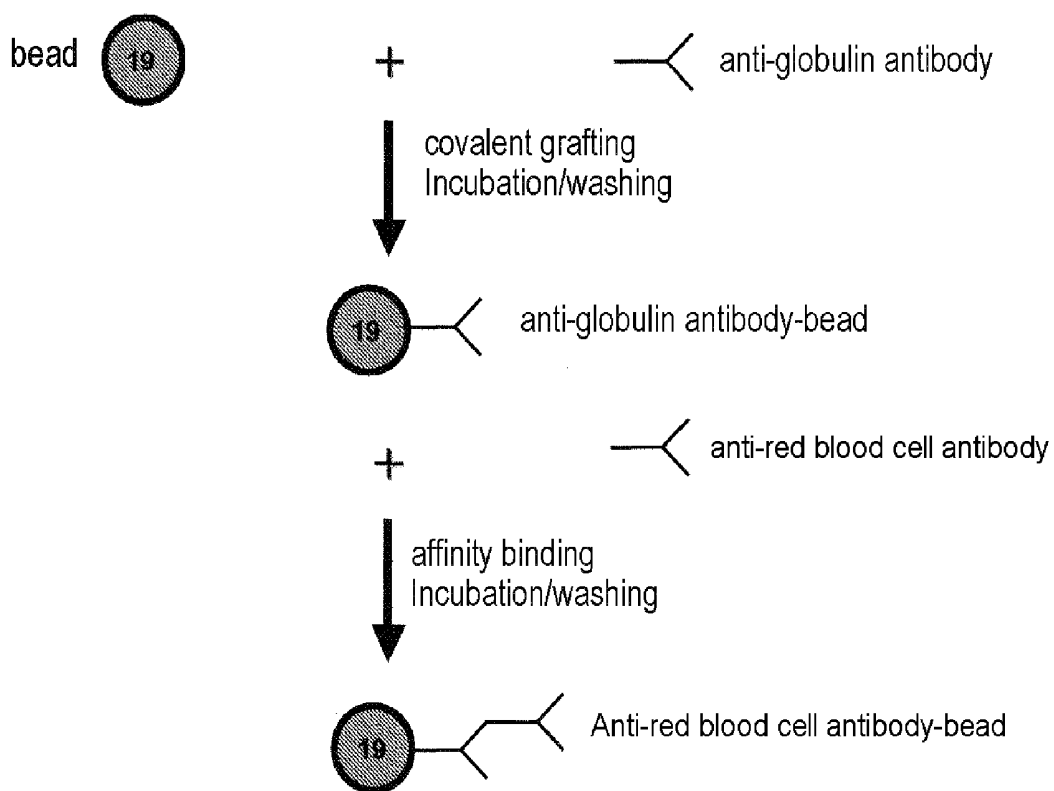 bead 19 + anti-globulin antibody
covalent grafting
Incubation/washing
19 anti-globulin antibody-bead
+ anti-red blood cell antibody
affinity binding
Incubation/washing
19 Anti-red blood cell antibody-bead